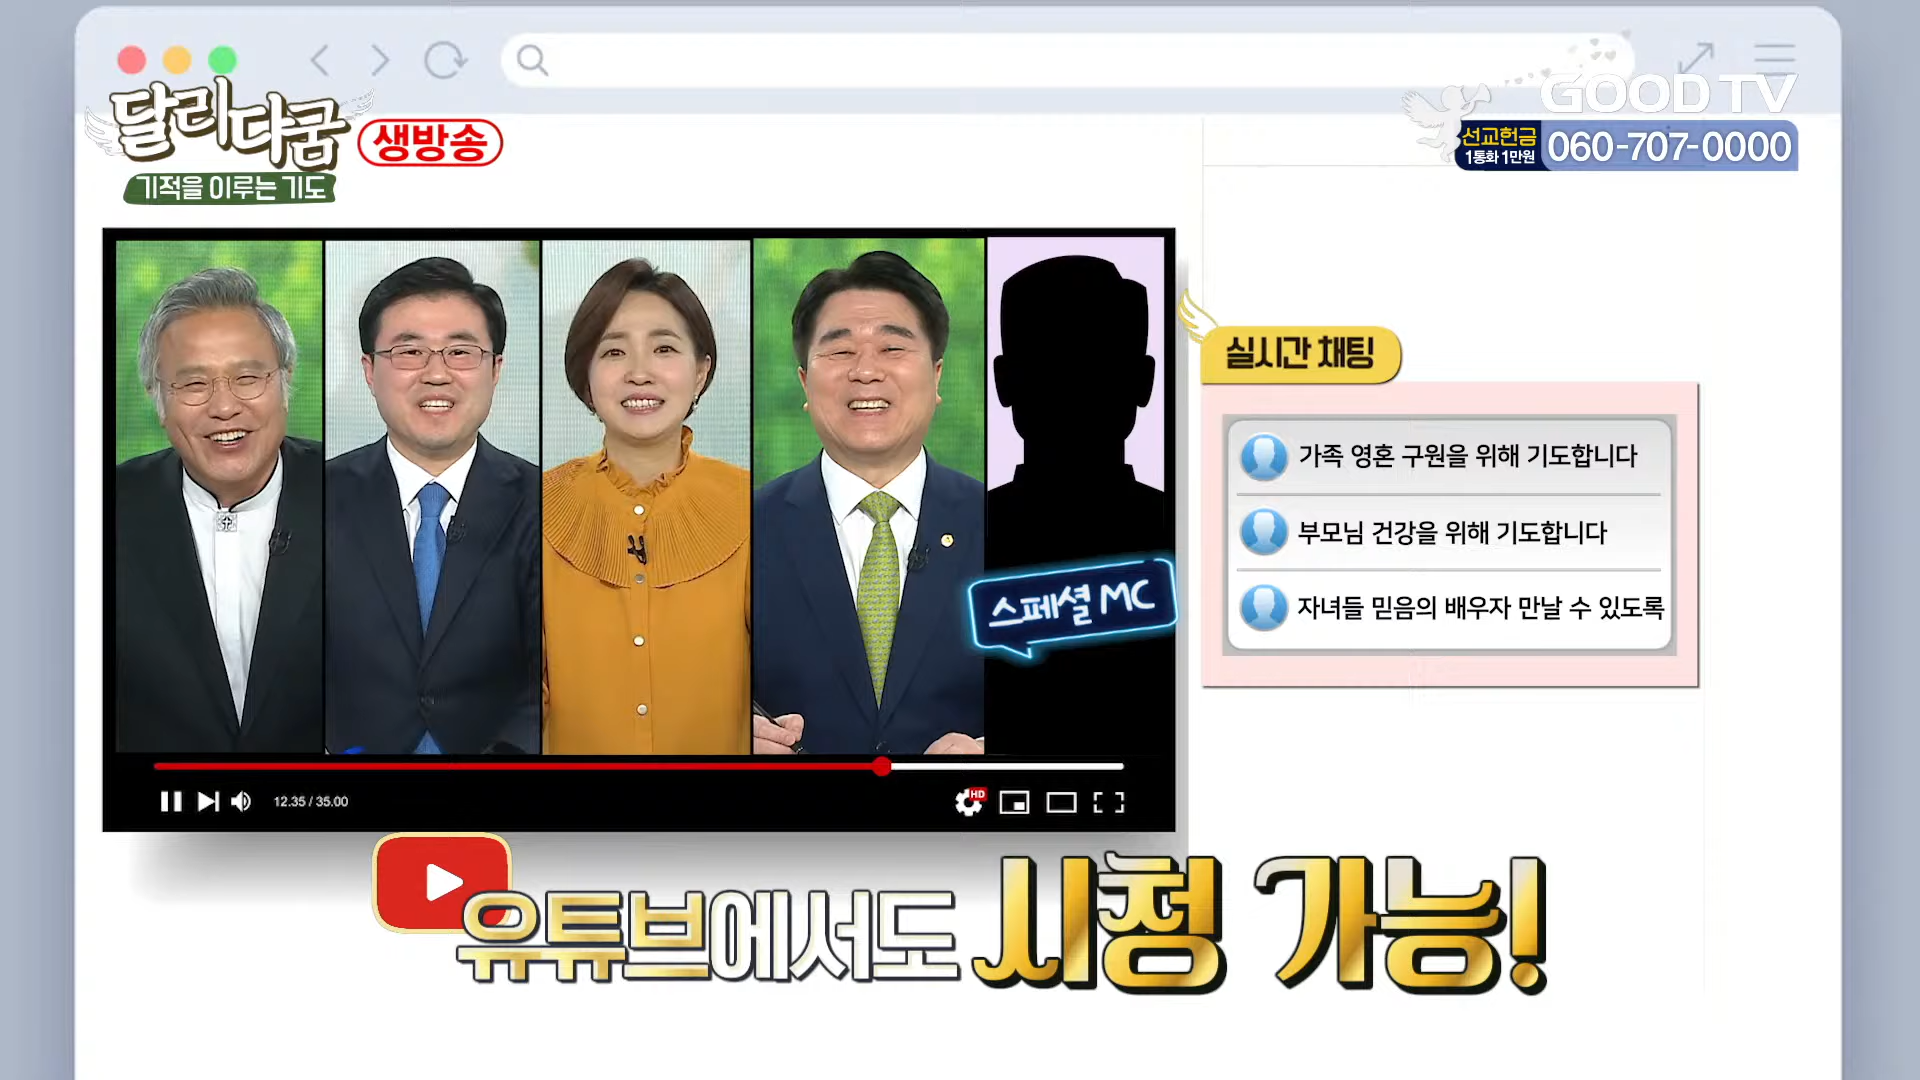 달리다굼
생방송
기적을 이루는 기도
GOODTV
선교헌금
1통화 1만원
060-707-0000
실시간 채팅
가족 영혼 구원을 위해 기도합니다
부모님 건강을 위해 기도합니다
자녀들 믿음의 배우자 만날 수 있도록
스페셜 MC
12.35 / 35.00
HD
유튜브에서도 시청 가능!